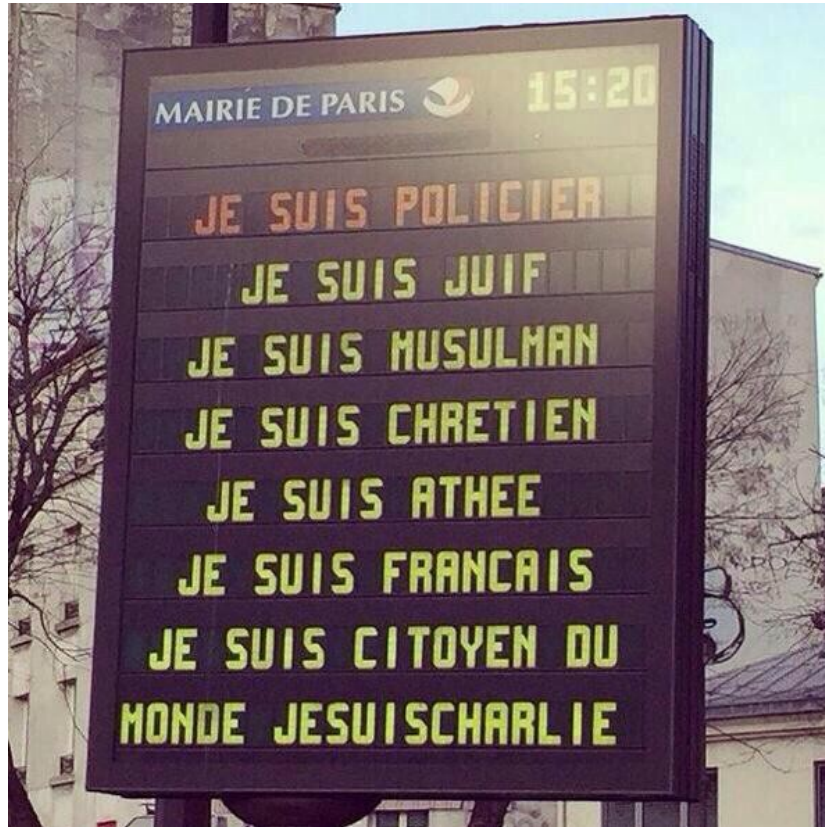 MAIRIE DE PARIS 15:20
JE SUIS POLICIER
JE SUIS JUIF
JE SUIS MUSULMAN
JE SUIS CHRETIEN
JE SUIS ATHEE
JE SUIS FRANCAIS
JE SUIS CITOYEN DU
MONDE JESUISCHARLIE